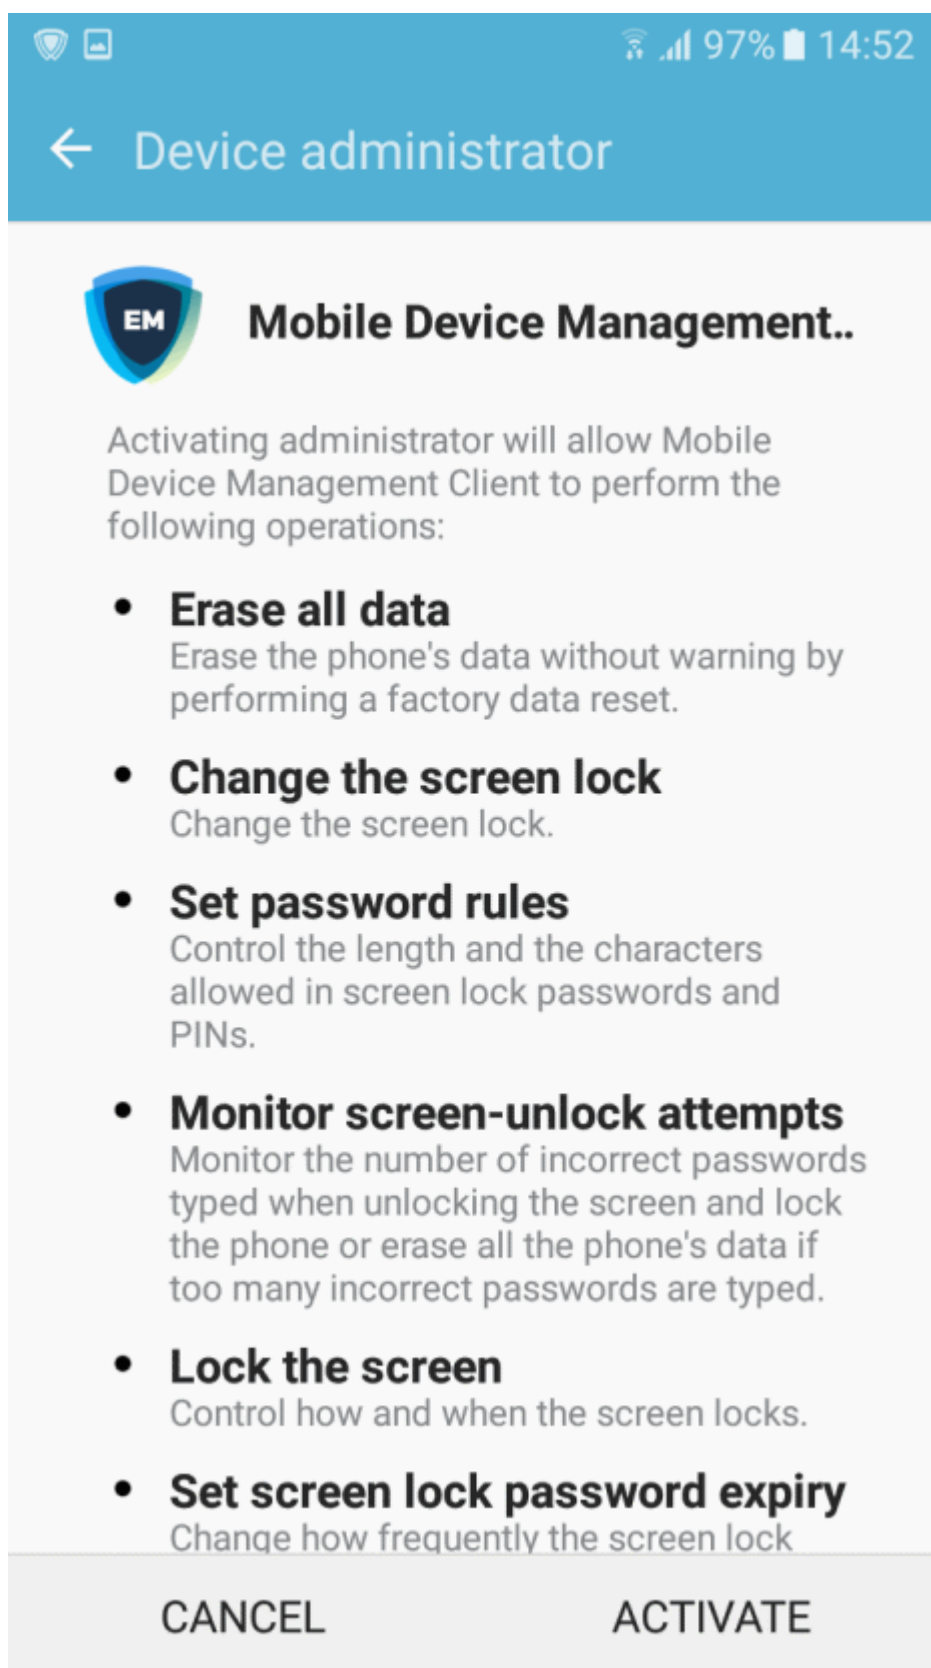 97% 14:52
Device administrator
EM
Mobile Device Management..
Activating administrator will allow Mobile
Device Management Client to perform the
following operations:
• Erase all data
Erase the phone's data without warning by
performing a factory data reset.
• Change the screen lock
Change the screen lock.
• Set password rules
Control the length and the characters
allowed in screen lock passwords and
PINs.
• Monitor screen-unlock attempts
Monitor the number of incorrect passwords
typed when unlocking the screen and lock
the phone or erase all the phone's data if
too many incorrect passwords are typed.
• Lock the screen
Control how and when the screen locks.
• Set screen lock password expiry
Change how frequently the screen lock
CANCEL ACTIVATE